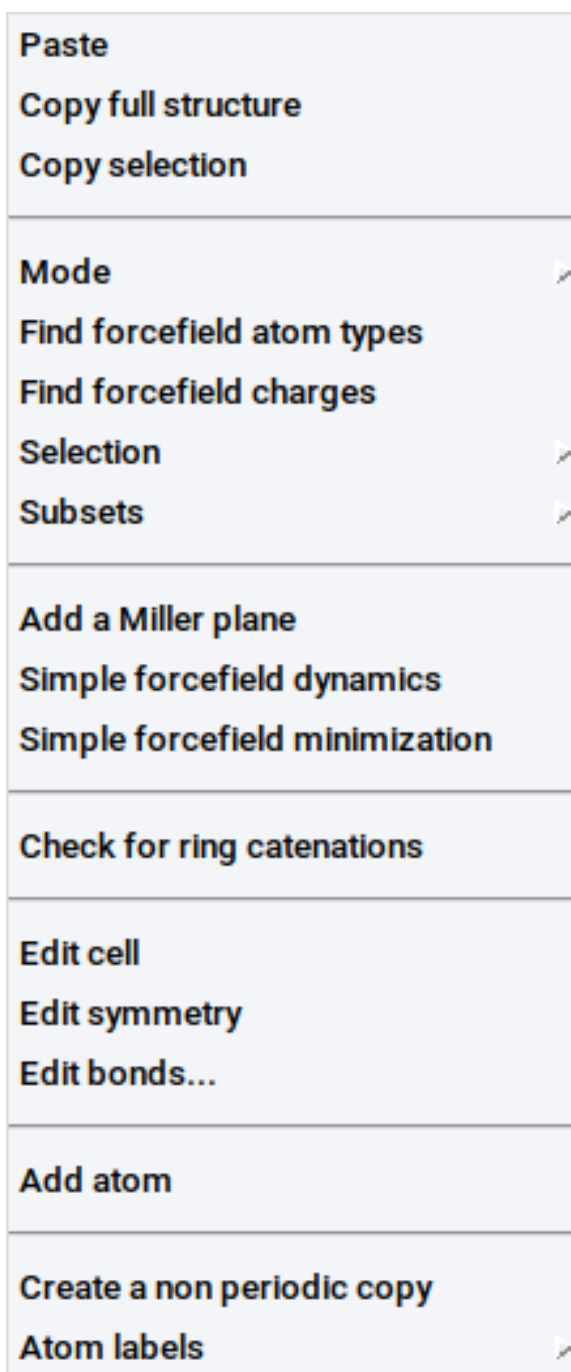 Paste
Copy full structure
Copy selection
Mode
Find forcefield atom types
Find forcefield charges
Selection
Subsets
Add a Miller plane
Simple forcefield dynamics
Simple forcefield minimization
Check for ring catenations
Edit cell
Edit symmetry
Edit bonds...
Add atom
Create a non periodic copy
Atom labels